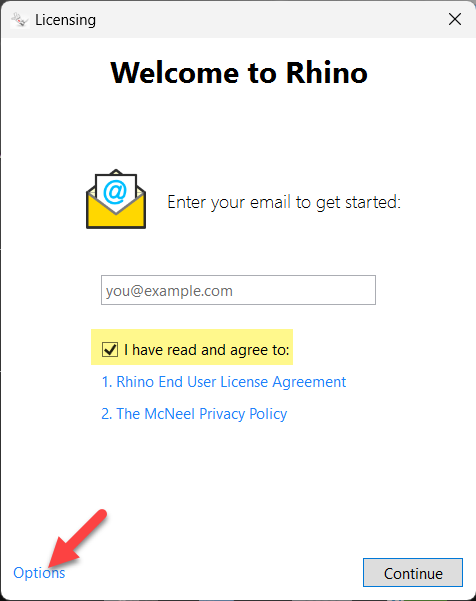 Licensing
Welcome to Rhino
@
Enter your email to get started:
you@example.com
I have read and agree to:
1. Rhino End User License Agreement
2. The McNeel Privacy Policy
Options
Continue